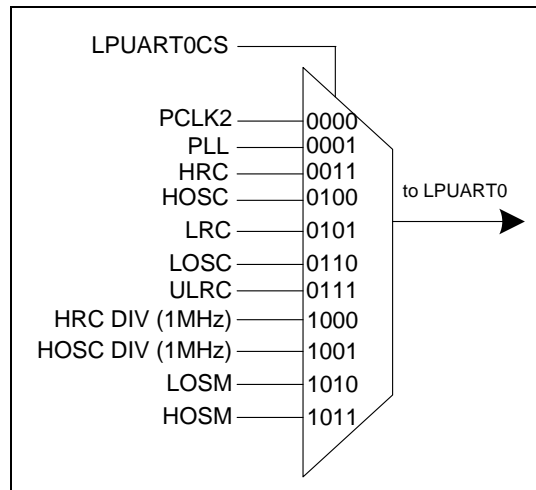 LPUART0CS
PCLK2 0000
PLL 0001
HRC 0011
HOSC 0100
to LPUART0
LRC 0101
LOSC 0110
ULRC 0111
HRC DIV (1MHz) 1000
HOSC DIV (1MHz) 1001
LOSM 1010
HOSM 1011